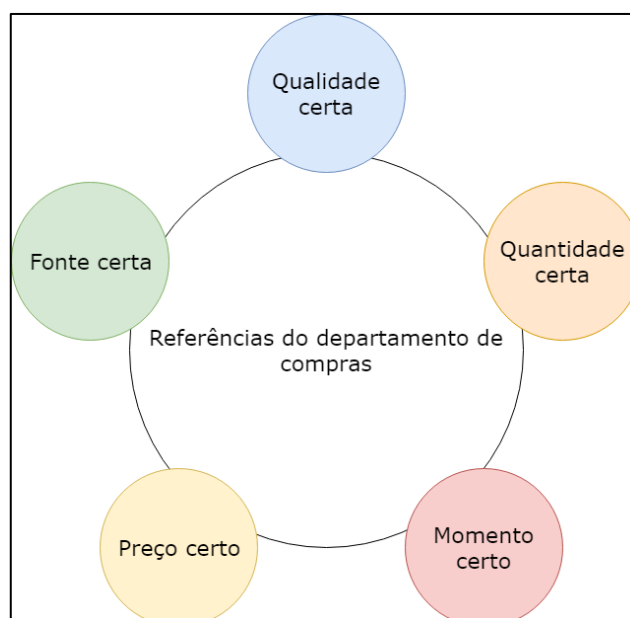 Qualidade
certa
Fonte certa
Quantidade
certa
Referências do departamento de
compras
Preço certo
Momento
certo